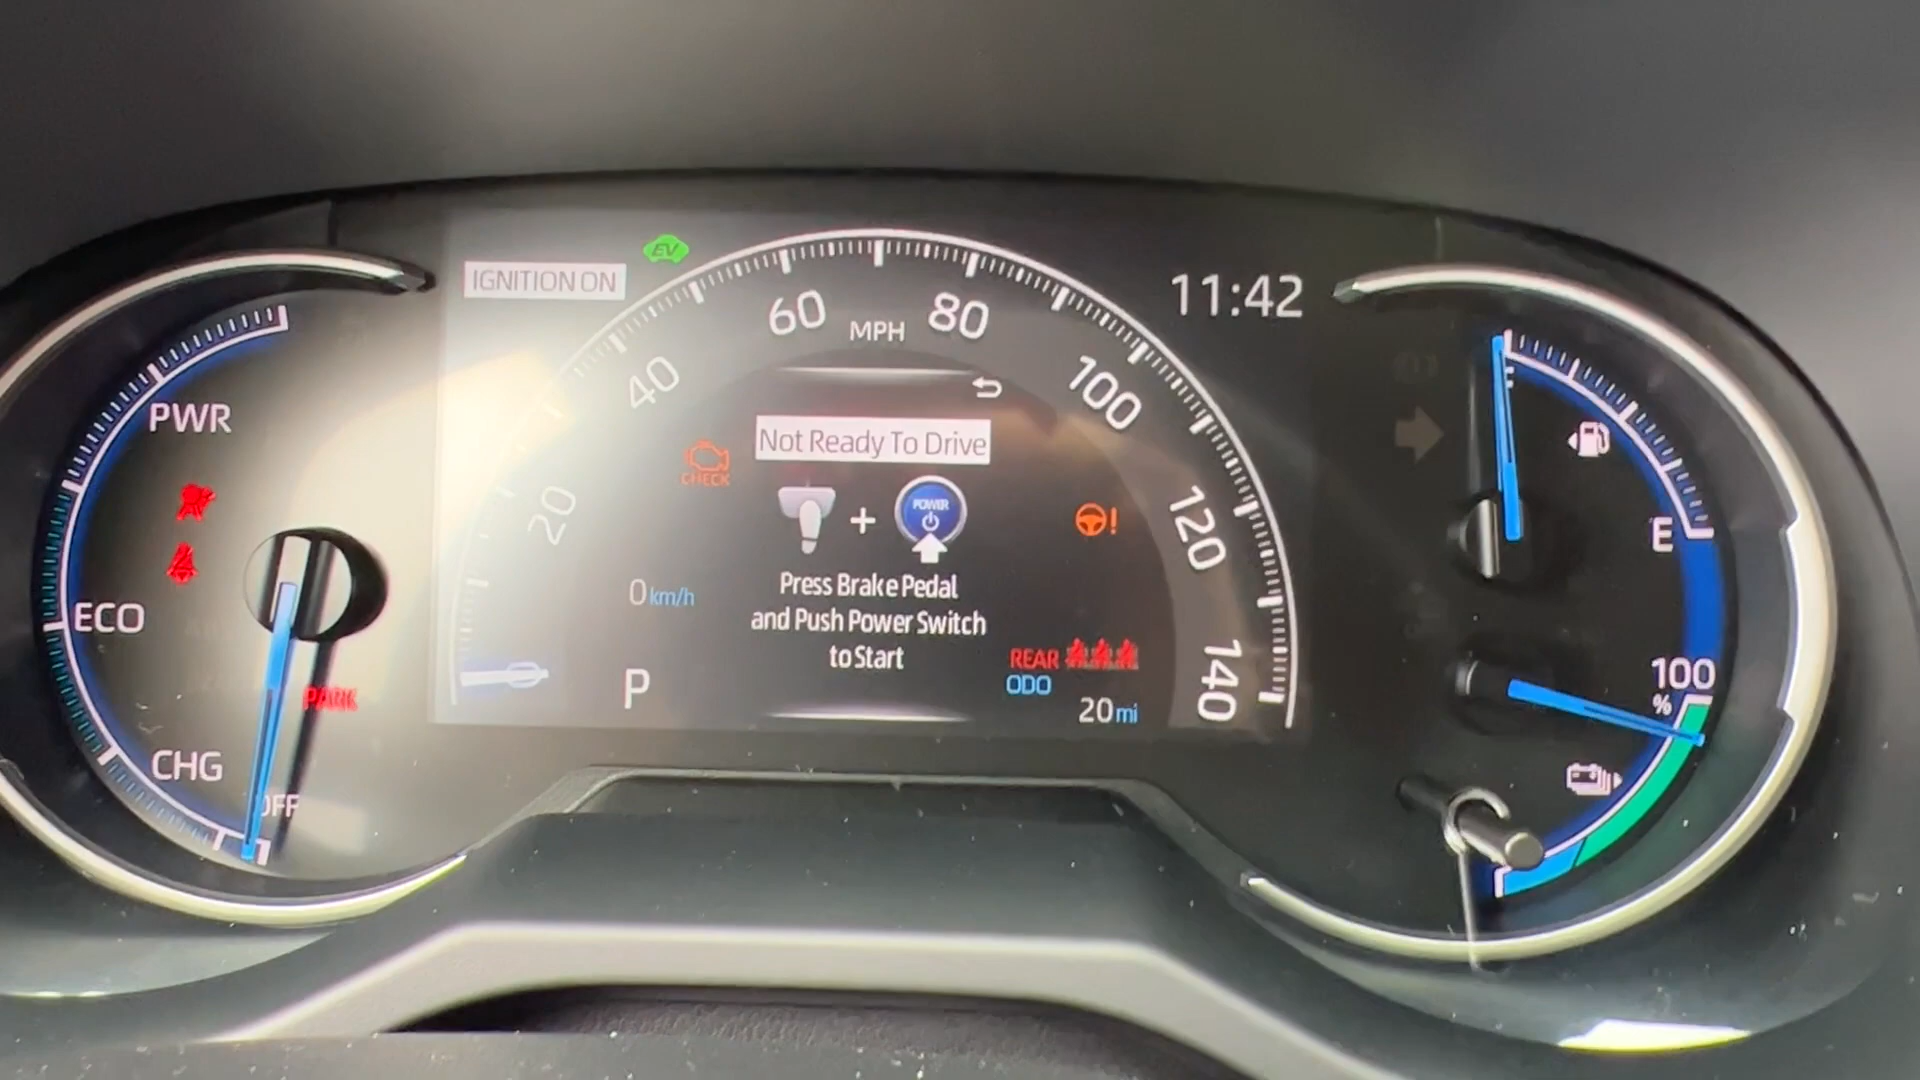 EV
IGNITION ON
11:42
60
MPH
80
40
100
PWR
Not Ready To Drive
CHECK
POWER
+
!
20
120
E
Press Brake Pedal
0 km/h
and Push Power Switch
ECO
to Start
REAR
100
%
PARK
P
ODO
140
20 mi
CHG